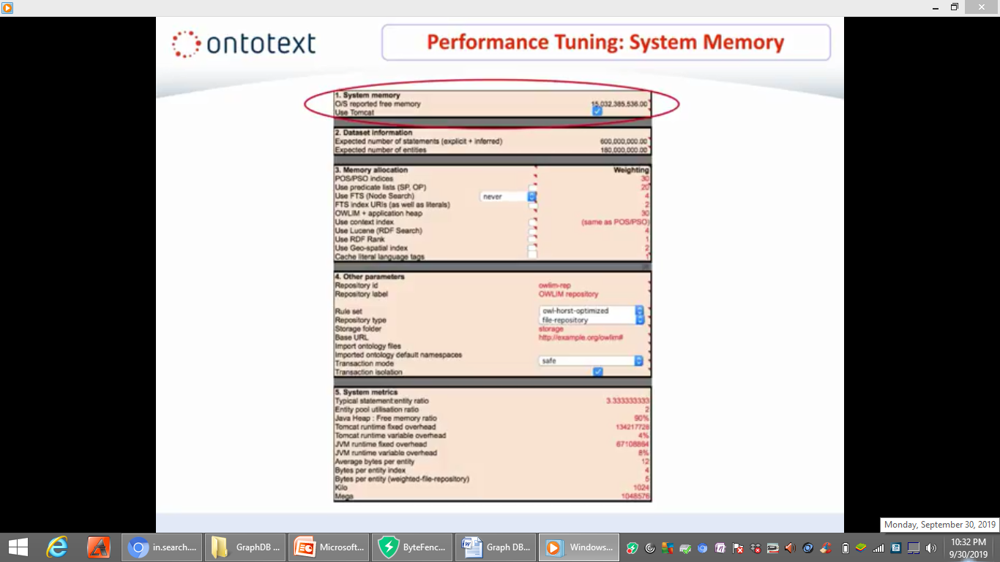 ontotext
Performance Tuning: System Memory
1. System memory
O/S reported free memory 15,032,385,536.00
Use Tomcat
2. Dataset information
Expected number of statements (explicit + inferred) 600,000,000.00
Expected number of entities 180,000,000.00
3. Memory allocation Weighting
POS/PSO indices 30
Use predicate lists (SP, OP) 20
Use FTS (Node Search) never 4
FTS index URIs (as well as literals) 2
OWLIM + application heap 30
Use context index (same as POS/PSO)
Use Lucene (RDF Search) 4
Use RDF Rank 1
Use Geo-spatial index 2
Cache literal language tags 1
4. Other parameters
Repository id owlim-rep
Repository label OWLIM repository
Rule set owl-horst-optimized
Repository type file-repository
Storage folder storage
Base URL http://example.org/owlim#
Import ontology files
Imported ontology default namespaces
Transaction mode safe
Transaction isolation
5. System metrics
Typical statement:entity ratio 3.333333333
Entity pool utilisation ratio 2
Java Heap : Free memory ratio 90%
Tomcat runtime fixed overhead 134217728
Tomcat runtime variable overhead 4%
JVM runtime fixed overhead 67108864
JVM runtime variable overhead 8%
Average bytes per entity 12
Bytes per entity index 4
Bytes per entity (weighted-file-repository) 5
Kilo 1024
Mega 1048576
Monday, September 30, 2019
in.search.... GraphDB ... Microsoft... ByteFenc... Graph DB... Windows... 10:32 PM
9/30/2019